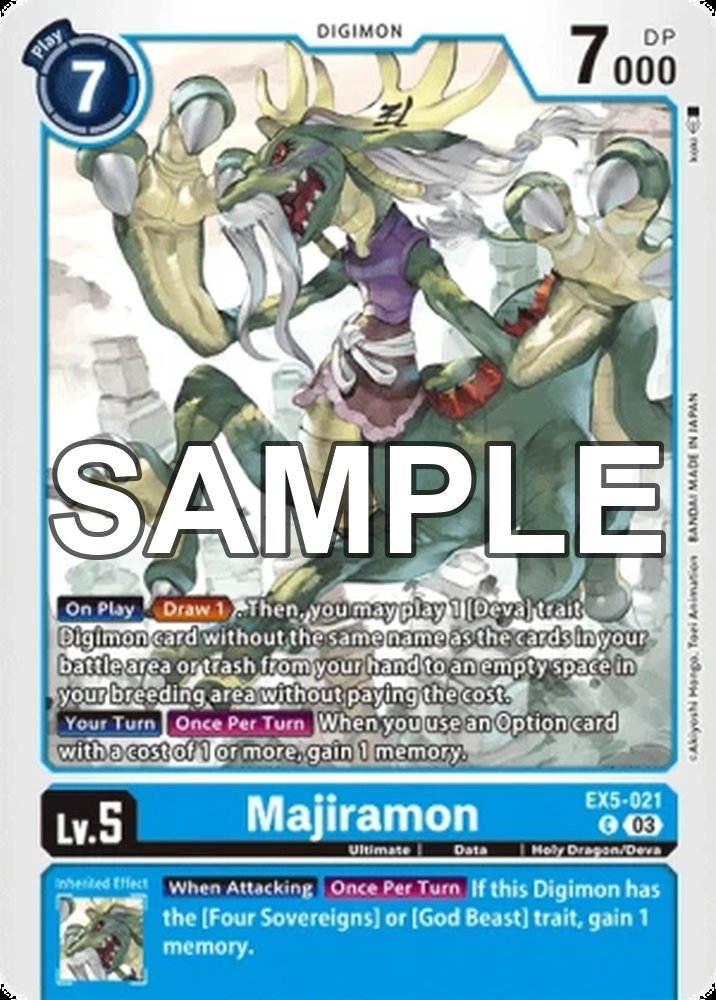 DIGIMON
Play
7
DP
7000
koki
SAMPLE
On Play Draw 1. Then, you may play 1 [Deva] trait
Digimon card without the same name as the cards in your
battle area or trash from your hand to an empty space in
your breeding area without paying the cost.
Your Turn Once Per Turn When you use an Option card
with a cost of 1 or more, gain 1 memory.
©Akiyoshi Hongo, Toei Animation BANDAI MADE IN JAPAN
Lv.5
Majiramon
EX5-021
C 03
Ultimate | Data | Holy Dragon/Deva
Inherited Effect
When Attacking Once Per Turn If this Digimon has
the [Four Sovereigns] or [God Beast] trait, gain 1
memory.